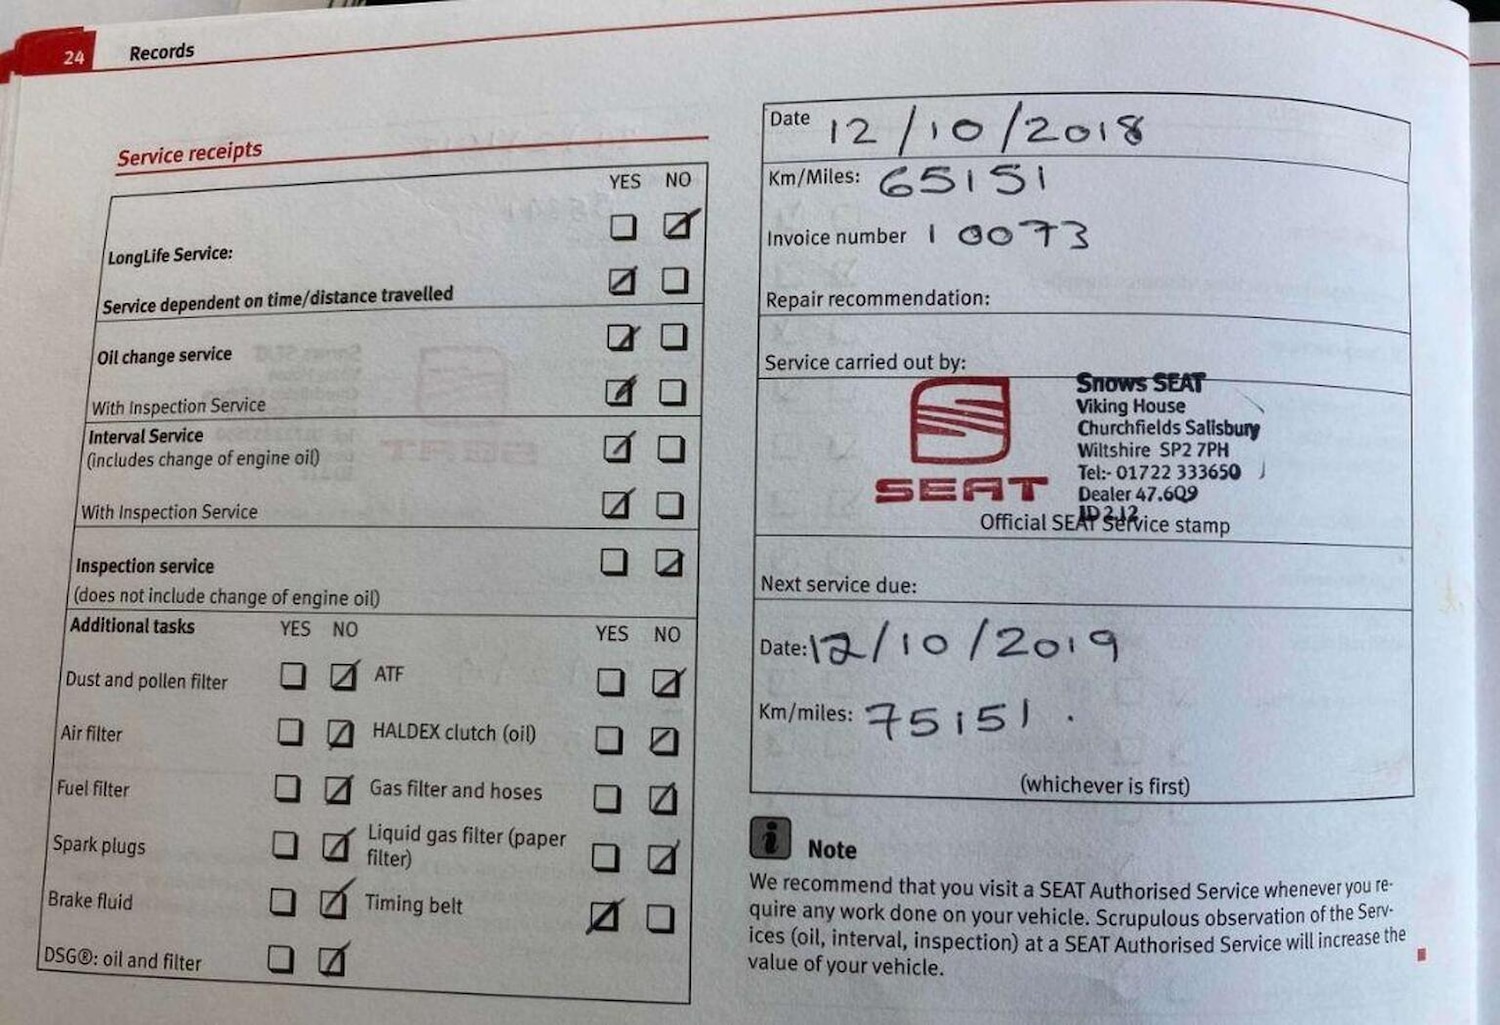 24 Records
Service receipts
YES NO
LongLife Service:
Service dependent on time/distance travelled
Oil change service
With Inspection Service
Interval Service
(includes change of engine oil)
With Inspection Service
Inspection service
(does not include change of engine oil)
Additional tasks YES NO YES NO
Dust and pollen filter ATF
Air filter HALDEX clutch (oil)
Fuel filter Gas filter and hoses
Spark plugs Liquid gas filter (paper
filter)
Brake fluid Timing belt
DSG®: oil and filter
Date 12/10/2018
Km/Miles: 65151
Invoice number 10073
Repair recommendation:
Service carried out by:
SEAT
Snows SEAT
Viking House
Churchfields Salisbury
Wiltshire SP2 7PH
Tel:- 01722 333650
Dealer 47.6Q9
Official SEAT Service stamp
Next service due:
Date: 12/10/2019
Km/miles: 75151.
(whichever is first)
i Note
We recommend that you visit a SEAT Authorised Service whenever you re-
quire any work done on your vehicle. Scrupulous observation of the Serv-
ices (oil, interval, inspection) at a SEAT Authorised Service will increase the
value of your vehicle.